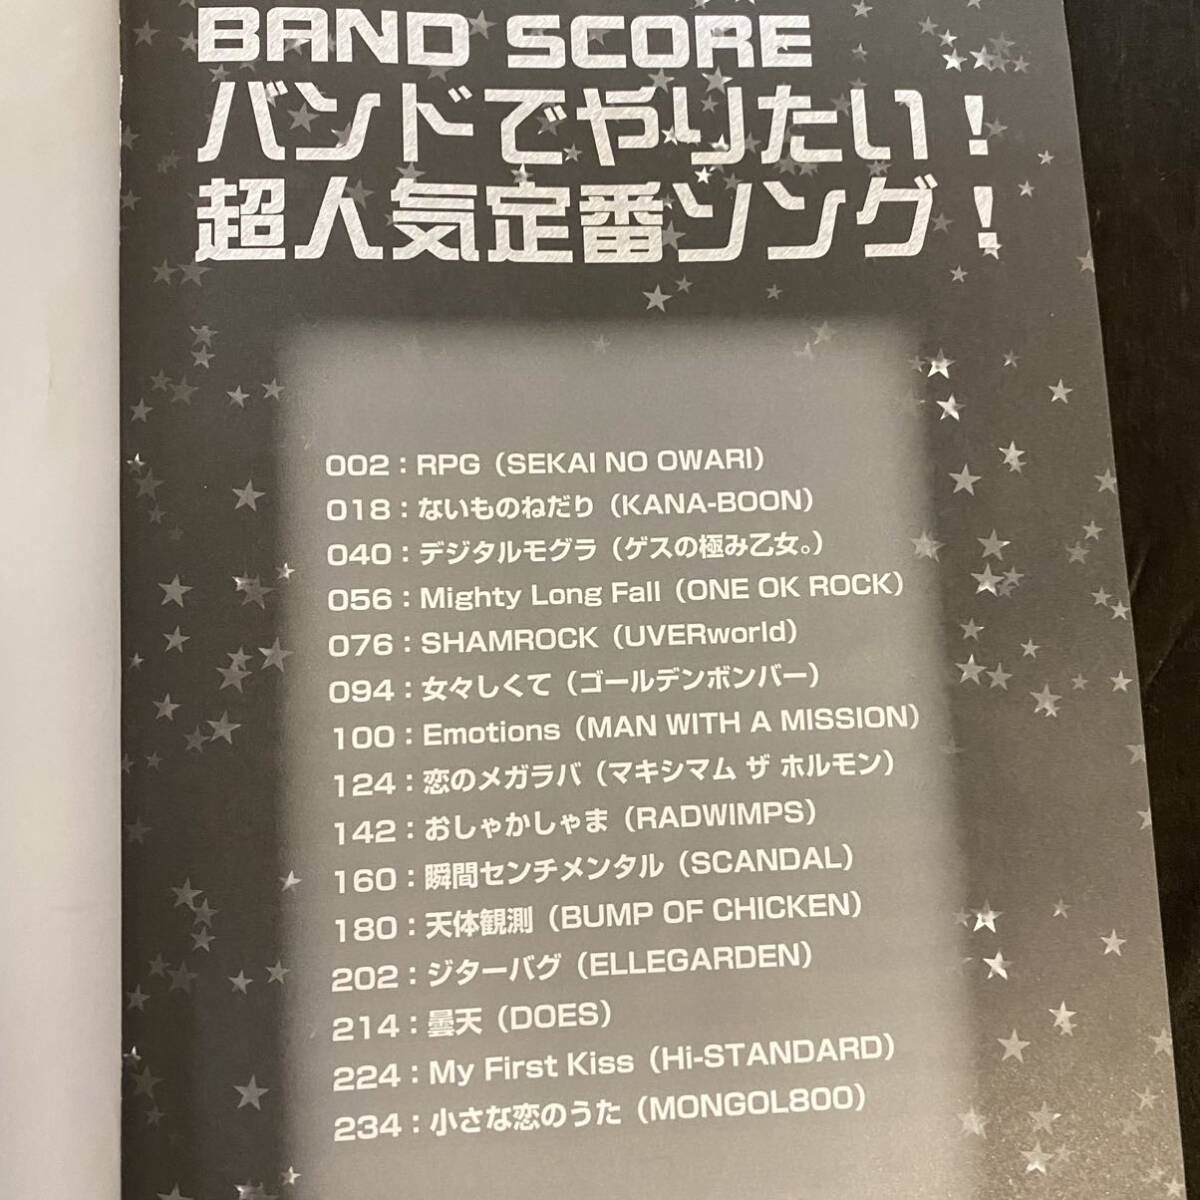 BAND SCORE
バンドでやりたい！
超人気定番ソング！
002：RPG（SEKAI NO OWARI）
018：ないものねだり（KANA-BOON）
040：デジタルモグラ（ゲスの極み乙女。）
056：Mighty Long Fall（ONE OK ROCK）
076：SHAMROCK（UVERworld）
094：女々しくて（ゴールデンボンバー）
100：Emotions（MAN WITH A MISSION）
124：恋のメガラバ（マキシマム ザ ホルモン）
142：おしゃかしゃま（RADWIMPS）
160：瞬間センチメンタル（SCANDAL）
180：天体観測（BUMP OF CHICKEN）
202：ジターバグ（ELLEGARDEN）
214：曇天（DOES）
224：My First Kiss（Hi-STANDARD）
234：小さな恋のうた（MONGOL800）